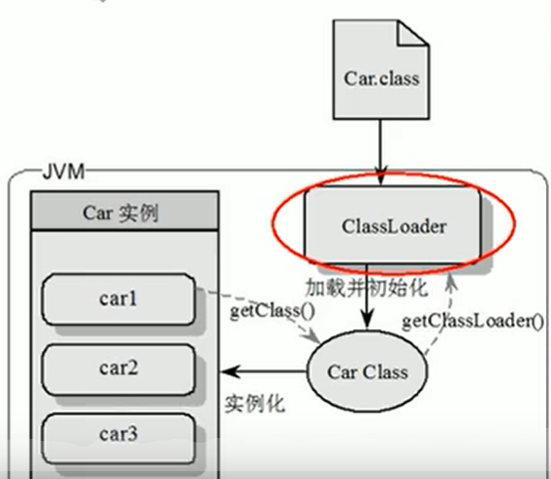 Car.class
JVM
Car 实例
ClassLoader
加载并初始化
car1
getClass()
getClassLoader()
car2
Car Class
实例化
car3